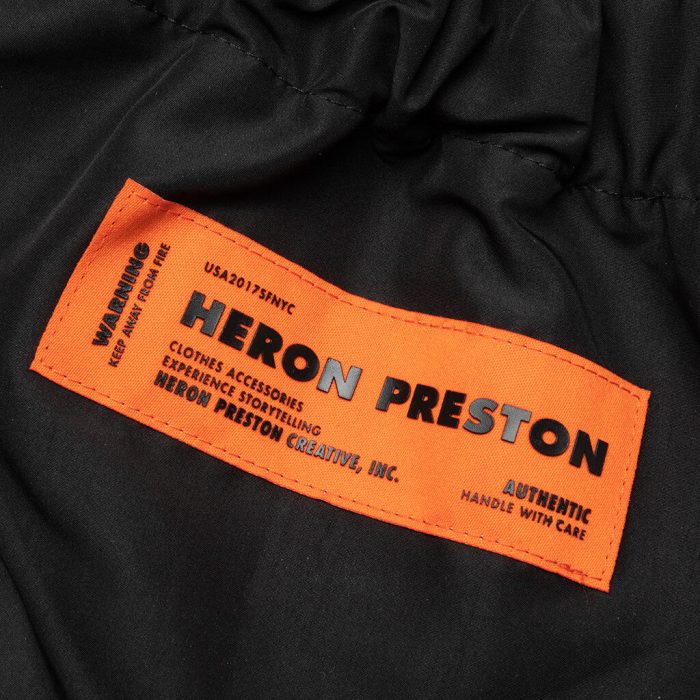 WARNING
KEEP AWAY FROM FIRE
USA2017SFNYC
HERON PRESTON
CLOTHES ACCESSORIES
EXPERIENCE STORYTELLING
HERON PRESTON CREATIVE, INC.
AUTHENTIC
HANDLE WITH CARE